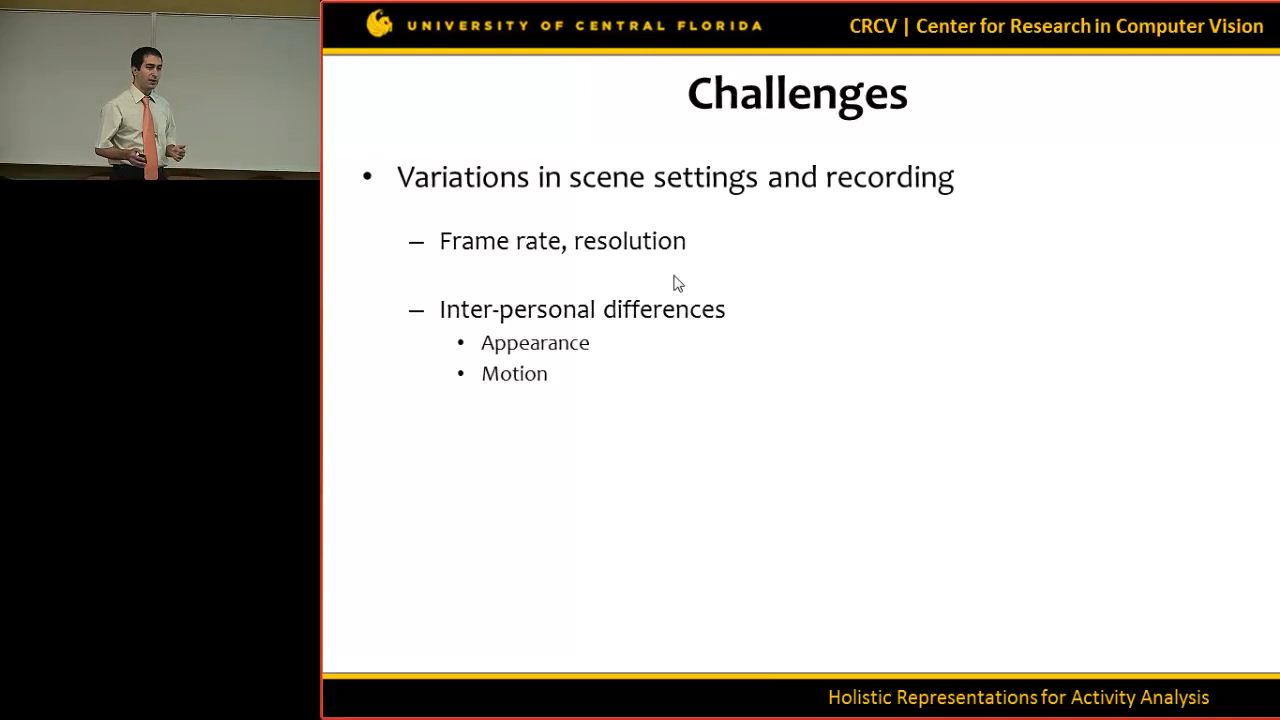 UNIVERSITY OF CENTRAL FLORIDA
CRCV | Center for Research in Computer Vision
Challenges
• Variations in scene settings and recording
– Frame rate, resolution
– Inter-personal differences
• Appearance
• Motion
Holistic Representations for Activity Analysis